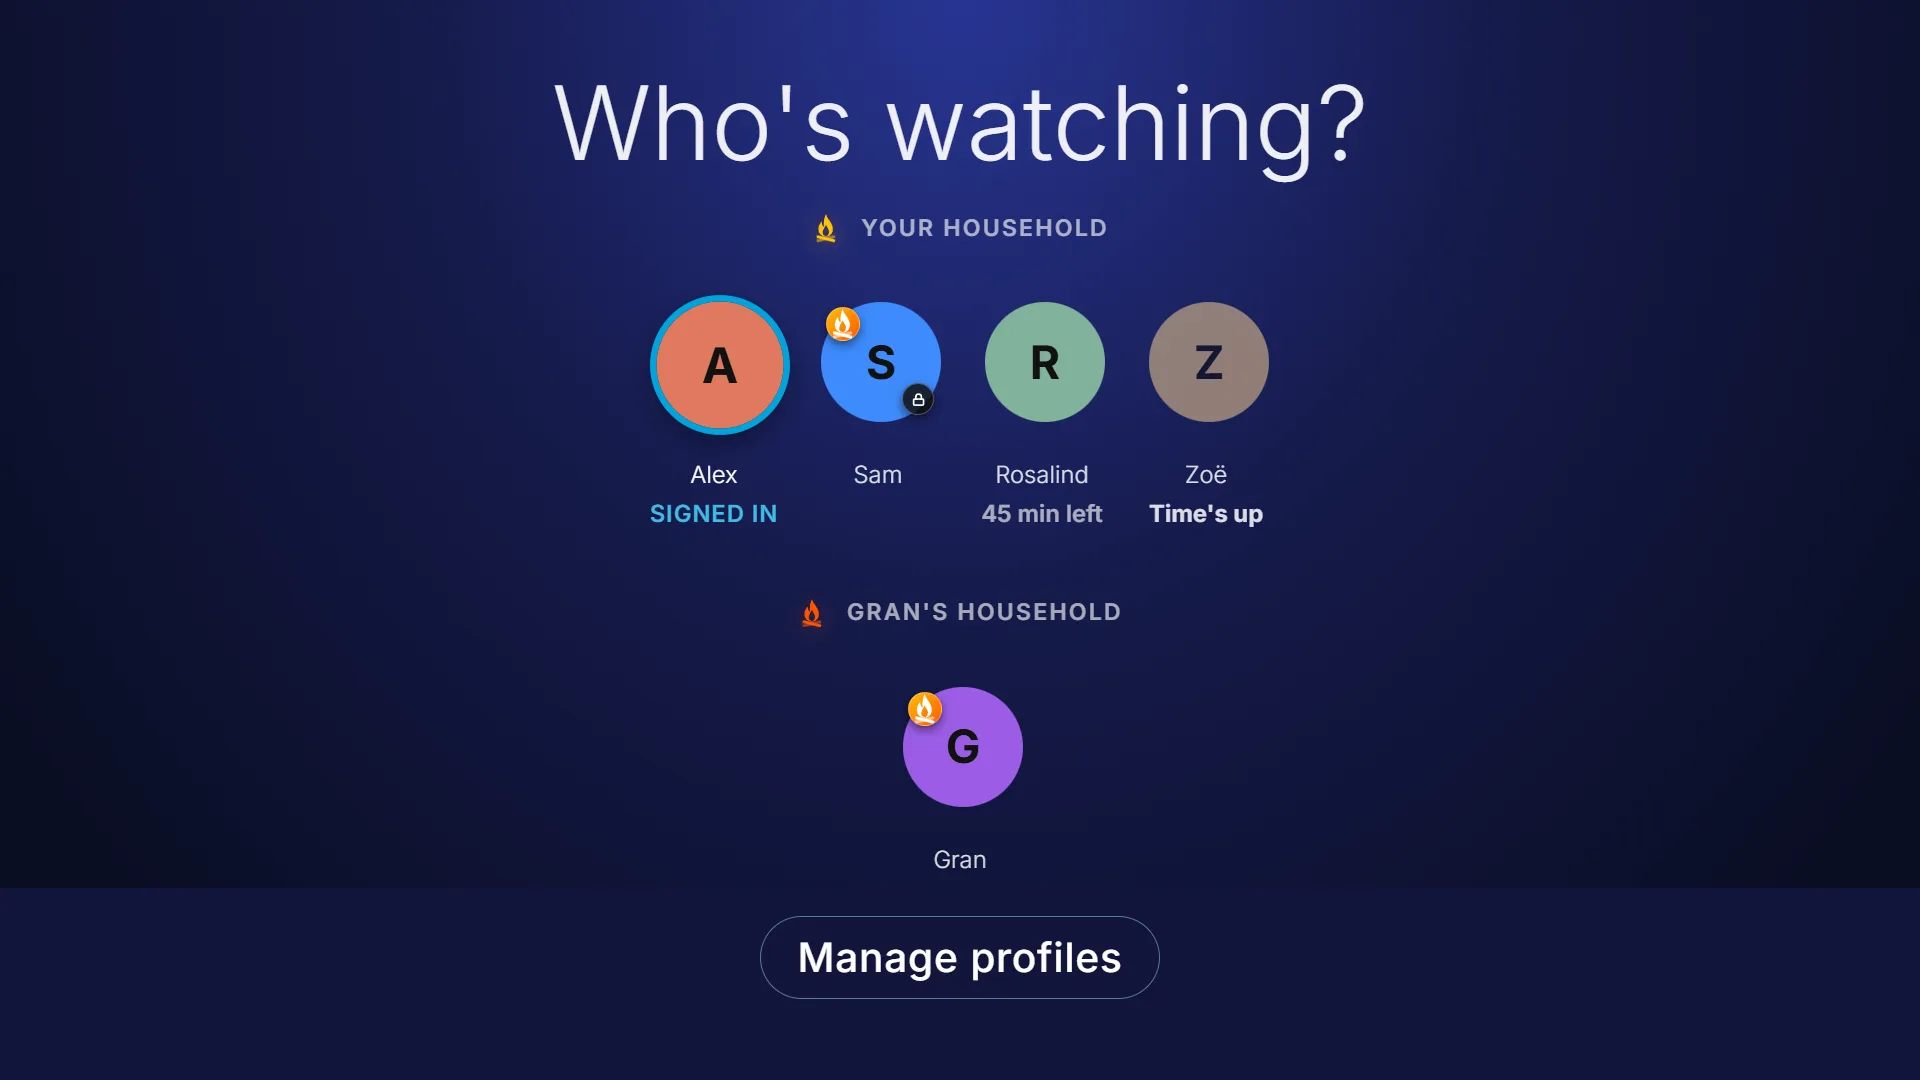 Who's watching?
YOUR HOUSEHOLD
A
S
R
Z
Alex
Sam
Rosalind
Zoë
SIGNED IN
45 min left
Time's up
GRAN'S HOUSEHOLD
G
Gran
Manage profiles